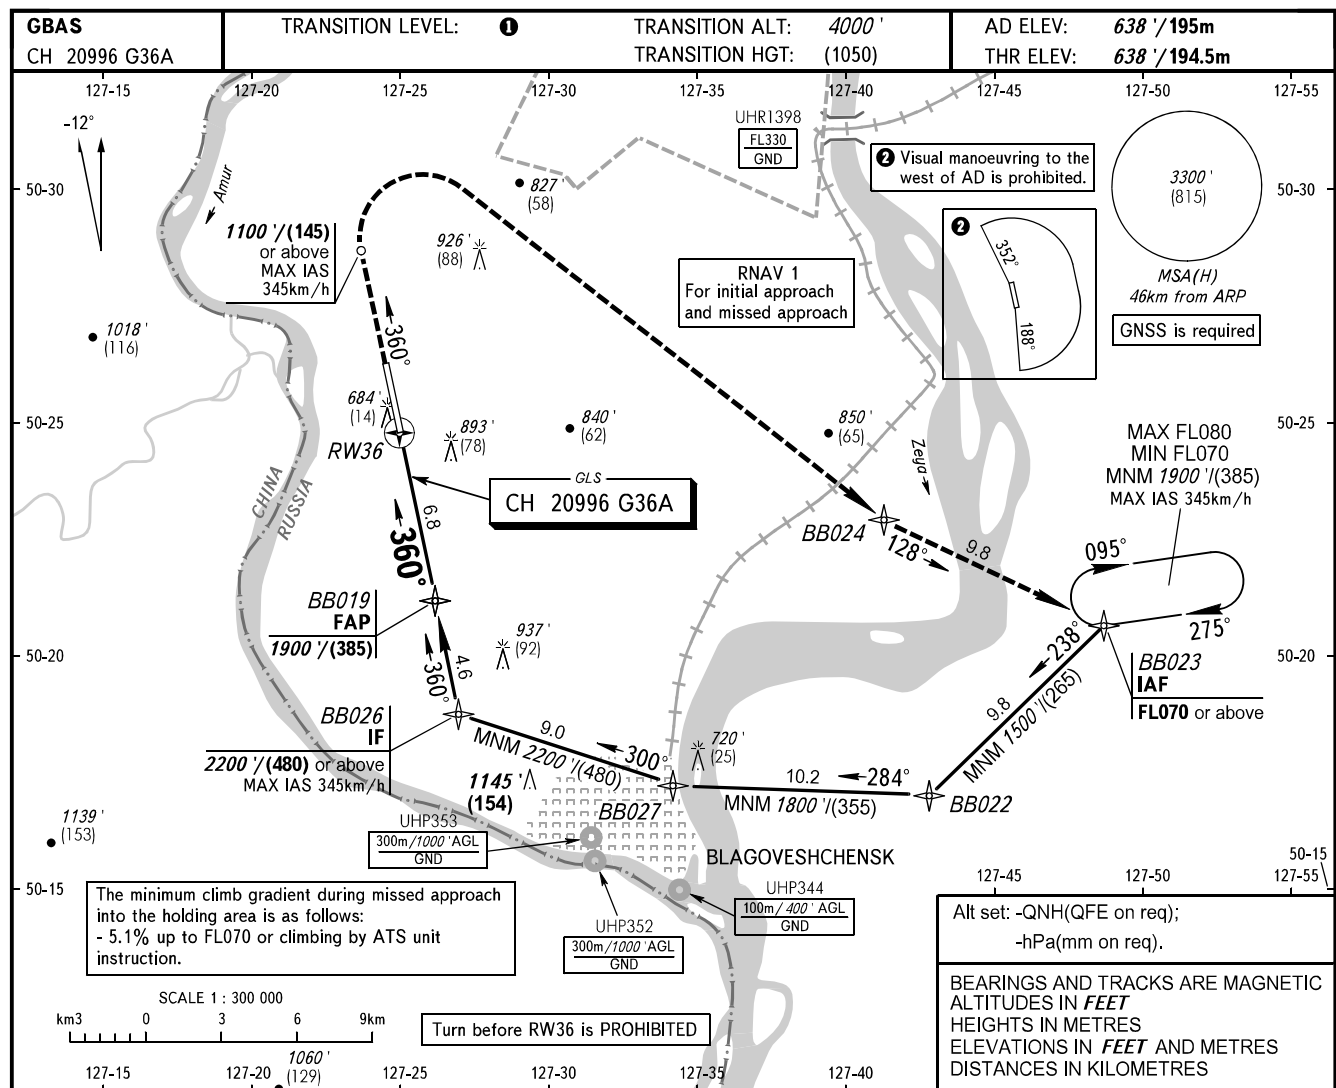 GBAS
CH 20996 G36A
TRANSITION LEVEL: ❶
TRANSITION ALT: 4000 '
TRANSITION HGT: (1050)
AD ELEV: 638 '/195m
THR ELEV: 638 '/194.5m
127-15 127-20 127-25 127-30 127-35 127-40 127-45 127-50 127-55
-12°
Amur
50-30
50-30
UHR1398
FL330
GND
❷ Visual manoeuvring to the
west of AD is prohibited.
3300 '
(815)
MSA(H)
46km from ARP
GNSS is required
❷
352°
188°
827 '
(58)
1100 '/(145)
or above
MAX IAS
345km/h
926 '
(88)
RNAV 1
For initial approach
and missed approach
1018 '
(116)
360°
684 '
(14)
893 '
(78)
840 '
(62)
850 '
(65)
50-25
50-25
RW36
Zeya
MAX FL080
MIN FL070
MNM 1900 '/(385)
MAX IAS 345km/h
CHINA
RUSSIA
GLS
CH 20996 G36A
6.8
360°
BB024
128°
9.8
095°
275°
BB019
FAP
1900 '/(385)
937 '
(92)
50-20
50-20
4.6
360°
238°
BB023
IAF
FL070 or above
9.8
MNM 1500 '/(265)
BB026
IF
2200 '/(480) or above
MAX IAS 345km/h
9.0
MNM 2200 '/(480)
300°
720 '
(25)
10.2
284°
MNM 1800 '/(355)
BB022
1145 '
(154)
BB027
1139 '
(153)
UHP353
300m/1000 'AGL
GND
BLAGOVESHCHENSK
50-15
50-15
127-45 127-50 127-55
UHP344
100m/400 ' AGL
GND
UHP352
300m/1000 'AGL
GND
The minimum climb gradient during missed approach
into the holding area is as follows:
- 5.1% up to FL070 or climbing by ATS unit
instruction.
Alt set: -QNH(QFE on req);
-hPa(mm on req).
BEARINGS AND TRACKS ARE MAGNETIC
ALTITUDES IN FEET
HEIGHTS IN METRES
ELEVATIONS IN FEET AND METRES
DISTANCES IN KILOMETRES
SCALE 1 : 300 000
km3 0 3 6 9km
Turn before RW36 is PROHIBITED
1060 '
(129)
127-15 127-20 127-25 127-30 127-35 127-40